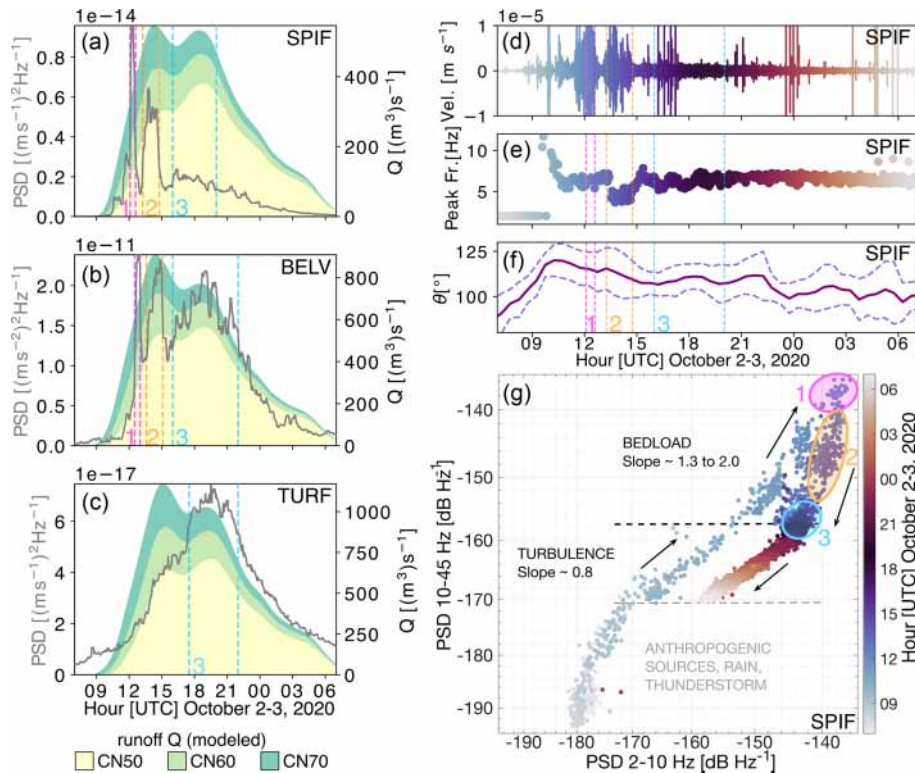 1e−14
(a)
SPIF
PSD [(ms⁻¹)²Hz⁻¹]
0.8
0.6
0.4
0.2
0.0
400
200
0
Q ((m³)s⁻¹)
1
2
3
1e−11
(b)
BELV
PSD [(ms⁻²)²Hz⁻¹]
2.0
1.5
1.0
0.5
0.0
800
600
400
200
0
Q [(m³)s⁻¹]
1
2
3
1e−17
(c)
TURF
PSD [(ms⁻¹)²Hz⁻¹]
6
4
2
0
1000
750
500
250
0
Q [(m³)s⁻¹]
3
09 12 15 18 21 00 03 06
Hour [UTC] October 2-3, 2020
runoff Q (modeled)
CN50 CN60 CN70
1e−5
(d)
SPIF
Vel. [m s⁻¹]
1
0
−1
(e)
SPIF
Peak Fr.[Hz]
10
5
(f)
SPIF
θ[°]
125
100
1
2
3
09 12 15 18 21 00 03 06
Hour [UTC] October 2-3, 2020
(g)
1
2
3
BEDLOAD
Slope ~ 1.3 to 2.0
TURBULENCE
Slope ~ 0.8
ANTHROPOGENIC
SOURCES, RAIN,
THUNDERSTORM
SPIF
PSD 10-45 Hz [dB Hz⁻¹]
-140
-150
-160
-170
-180
-190
-190 -180 -170 -160 -150 -140
PSD 2-10 Hz [dB Hz⁻¹]
06
03
00
21
18
15
12
09
Hour [UTC] October 2-3, 2020